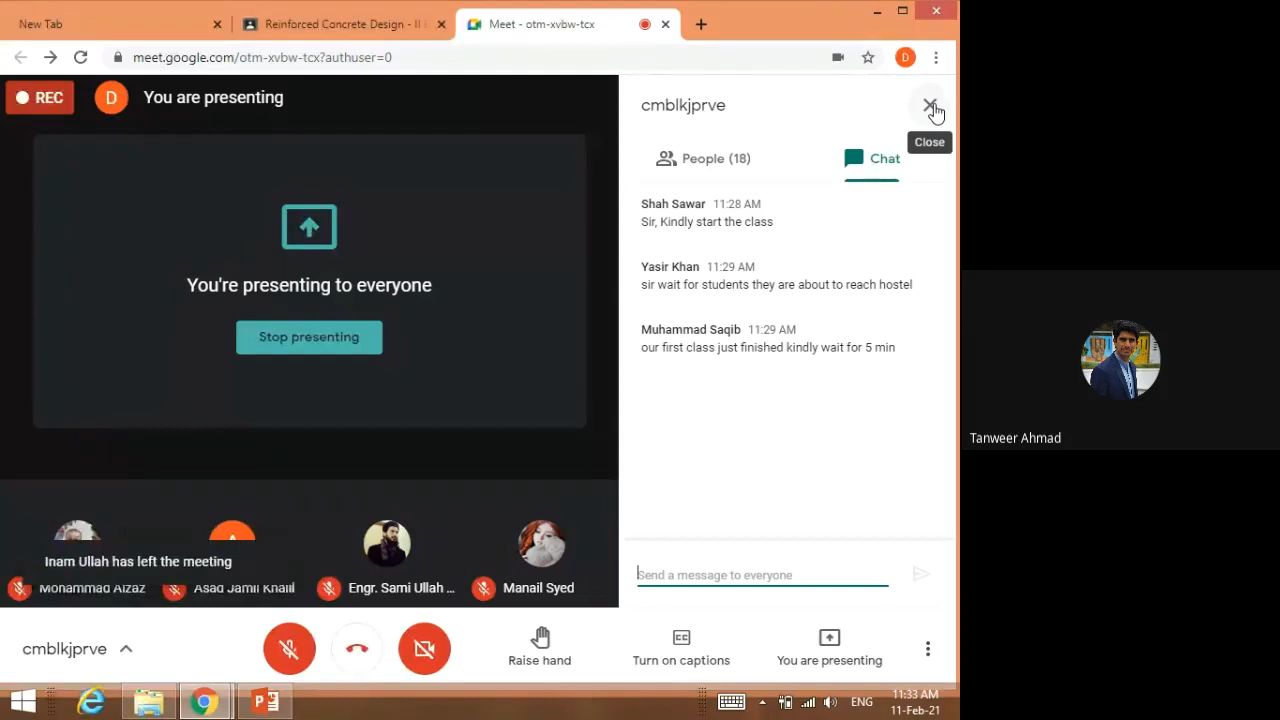 New Tab
Reinforced Concrete Design - II
Meet - otm-xvbw-tcx
meet.google.com/otm-xvbw-tcx?authuser=0
D
REC
D
You are presenting
cmblkjprve
Close
People (18)
Chat
Shah Sawar 11:28 AM
Sir, Kindly start the class
Yasir Khan 11:29 AM
sir wait for students they are about to reach hostel
Muhammad Saqib 11:29 AM
our first class just finished kindly wait for 5 min
You're presenting to everyone
Stop presenting
Tanweer Ahmad
Inam Ullah has left the meeting
Mohammad Aizaz
Asad Jamil Khalil
Engr. Sami Ullah ...
Manail Syed
Send a message to everyone
cmblkjprve
Raise hand
CC
Turn on captions
You are presenting
ENG
11:33 AM
11-Feb-21